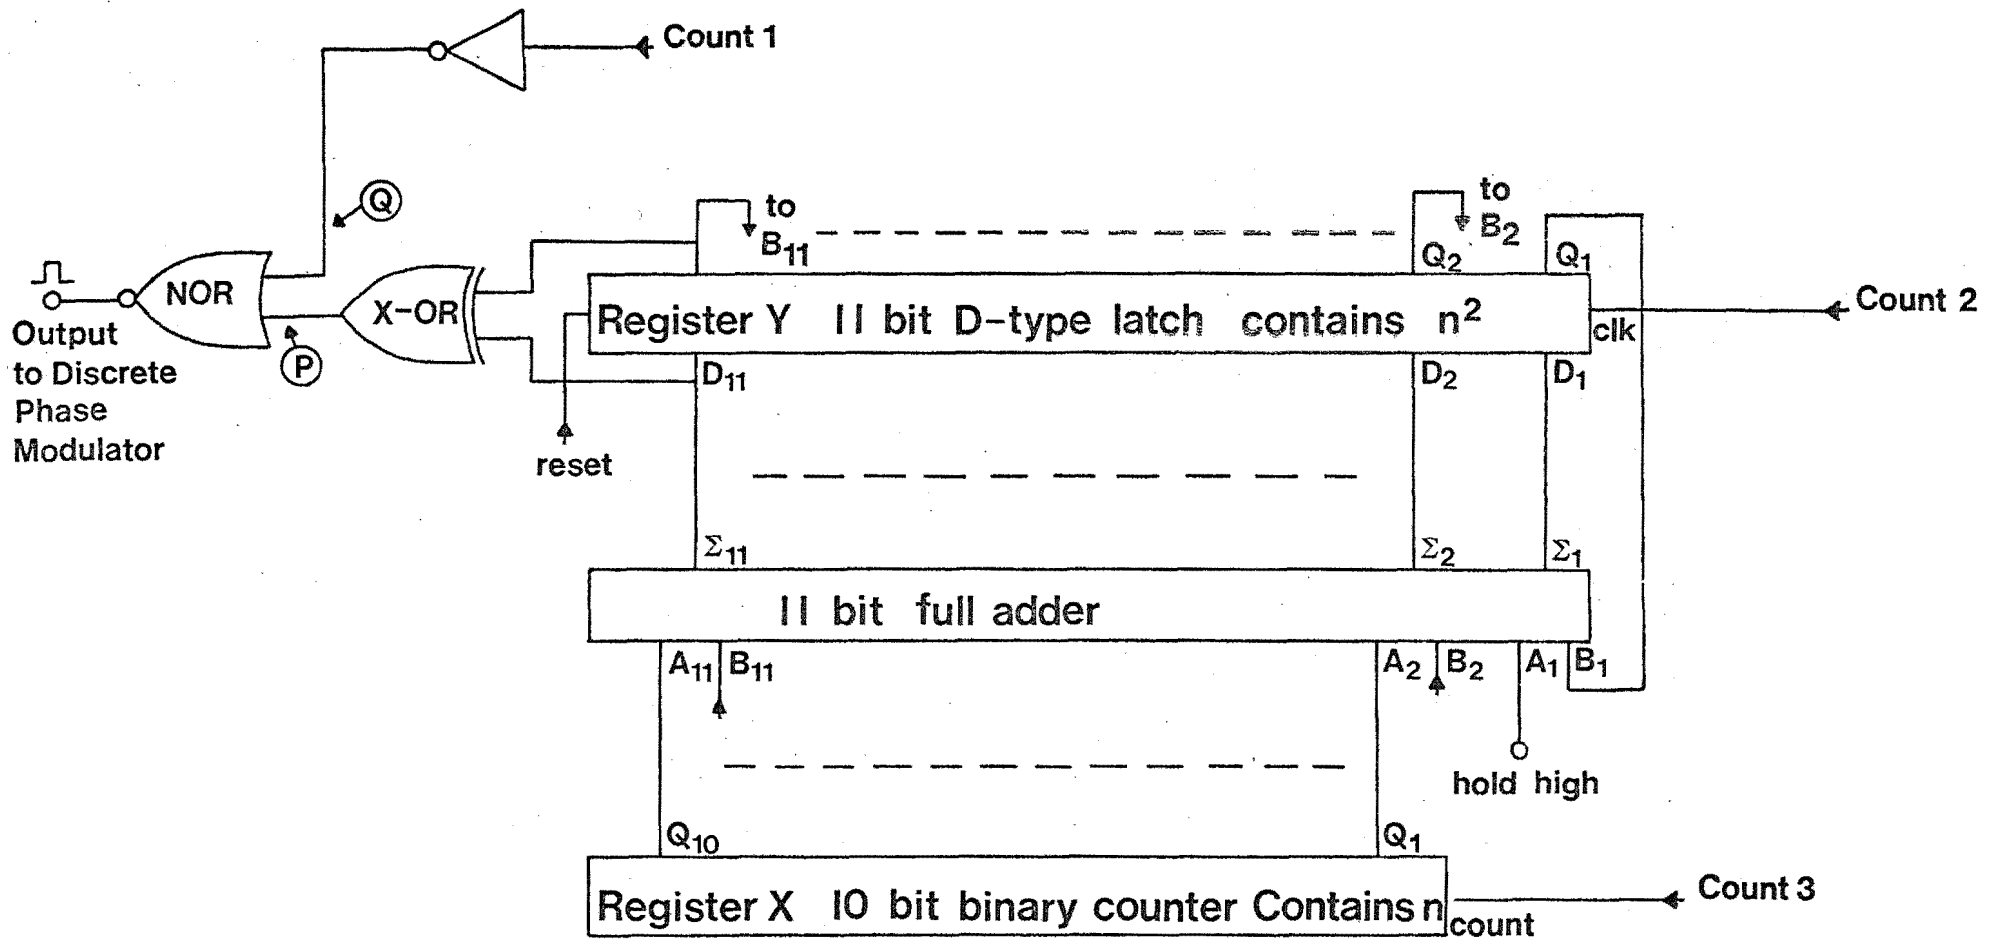 Count 1
Q
to
B11
to
B2
Q2
Q1
NOR
X-OR
Register Y 11 bit D-type latch contains n²
clk
Count 2
Output
to Discrete
Phase
Modulator
P
D11
D2
D1
reset
Σ11
Σ2
Σ1
11 bit full adder
A11
B11
A2
B2
A1
B1
hold high
Q10
Q1
Register X 10 bit binary counter Contains n
count
Count 3